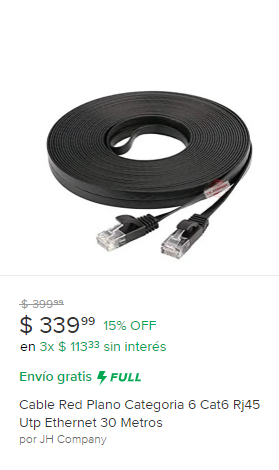 $ 399⁹⁹
$ 339⁹⁹ 15% OFF
en 3x $ 113³³ sin interés
Envío gratis FULL
Cable Red Plano Categoria 6 Cat6 Rj45
Utp Ethernet 30 Metros
por JH Company